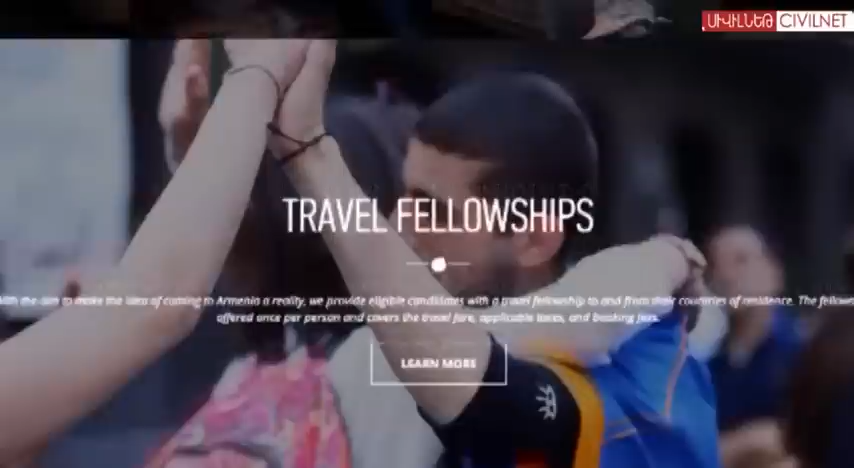 ՍԻՎԻԼՆԵԹ CIVILNET
TRAVEL FELLOWSHIPS
With the aim to make the idea of coming to Armenia a reality, we provide eligible candidates with a travel fellowship to and from their countries of residence. The fellows
offered once per person and covers the travel fare, applicable taxes, and booking fees.
LEARN MORE